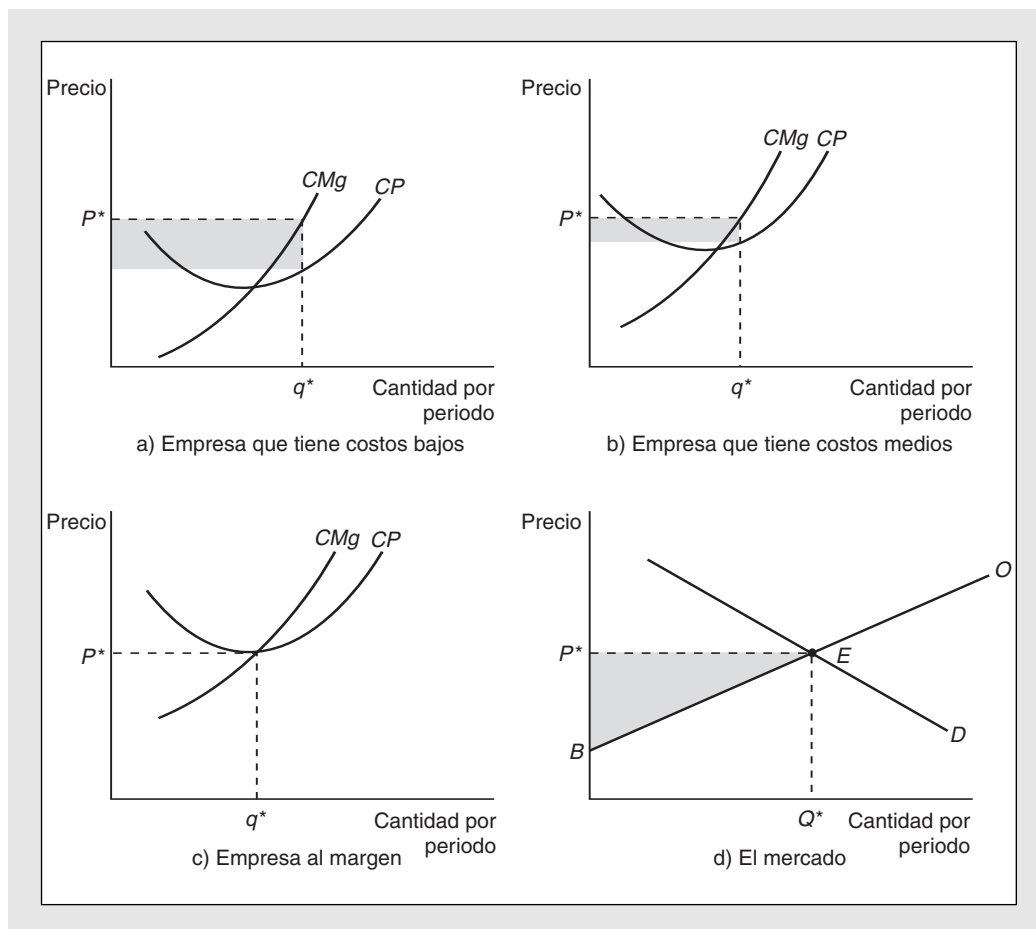 Precio
CMg
CP
P*
q*
Cantidad por
periodo
a) Empresa que tiene costos bajos
Precio
CMg CP
P*
q*
Cantidad por
periodo
b) Empresa que tiene costos medios
Precio
CMg CP
P*
q*
Cantidad por
periodo
c) Empresa al margen
Precio
O
P*
E
B
D
Q*
Cantidad por
periodo
d) El mercado